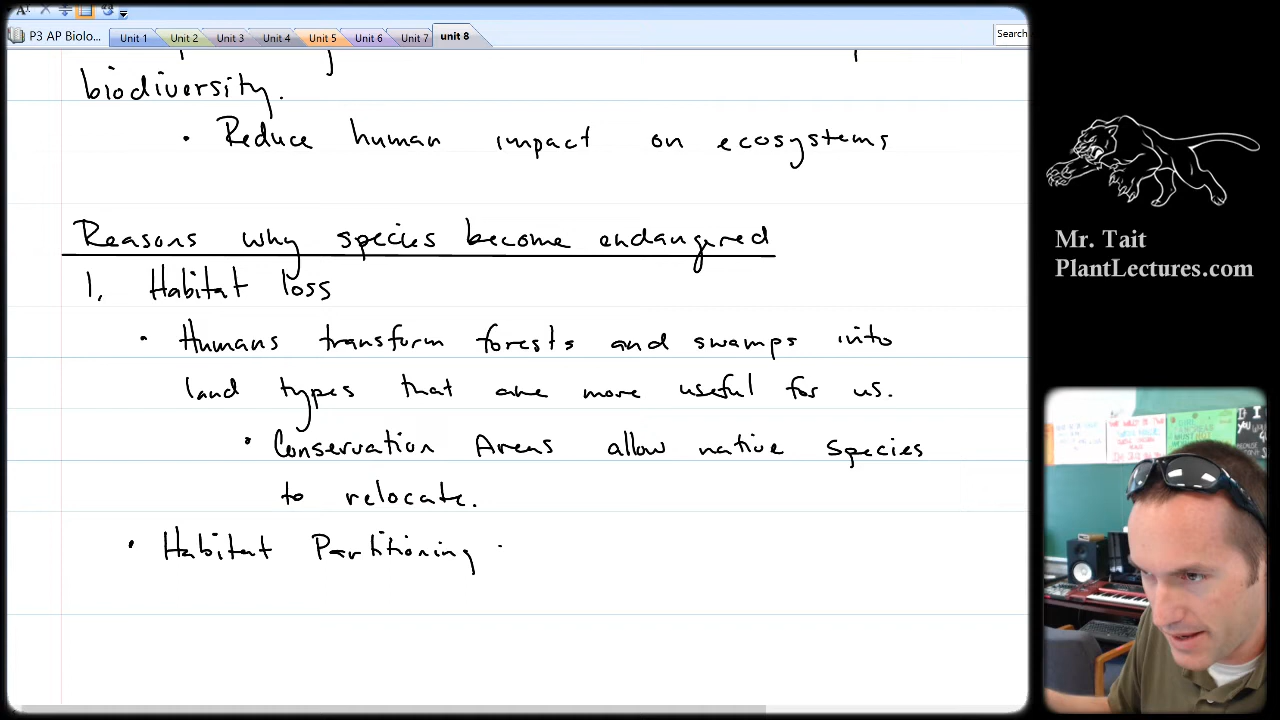 P3 AP Biolo... Unit 1 Unit 2 Unit 3 Unit 4 Unit 5 Unit 6 Unit 7 unit 8 Search
biodiversity.
• Reduce human impact on ecosystems
Reasons why species become endangered
1. Habitat loss
• Humans transform forests and swamps into
land types that are more useful for us.
• Conservation Areas allow native species
to relocate.
• Habitat Partitioning
Mr. Tait
PlantLectures.com